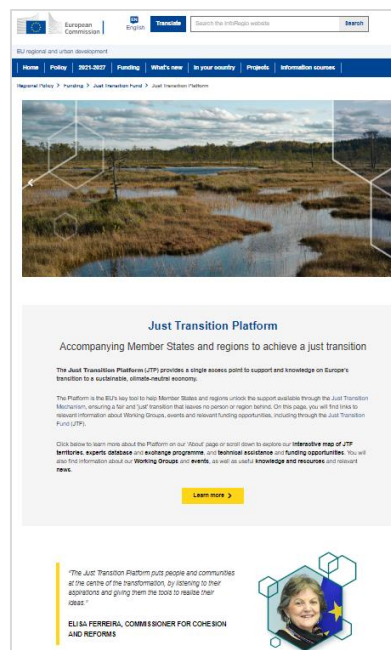 European
Commission
EN
English
Translate
Search the InfoRegio website
Search
EU regional and urban development
Home
Policy
2021-2027
Funding
What's new
In your country
Projects
Information sources
Regional Policy > Funding > Just Transition Fund > Just Transition Platform
Just Transition Platform
Accompanying Member States and regions to achieve a just transition
The Just Transition Platform (JTP) provides a single access point to support and knowledge on Europe's
transition to a sustainable, climate-neutral economy.
The Platform is the EU's key tool to help Member States and regions unlock the support available through the Just Transition
Mechanism, ensuring a fair and 'just' transition that leaves no person or region behind. On this page, you will find links to
relevant information about Working Groups, events and relevant funding opportunities, including through the Just Transition
Fund (JTF).
Click below to learn more about the Platform on our 'About' page or scroll down to explore our interactive map of JTF
territories, experts database and exchange programme, and technical assistance and funding opportunities. You will
also find information about our Working Groups and events, as well as useful knowledge and resources and relevant
news.
Learn more >
"The Just Transition Platform puts people and communities
at the centre of the transformation, by listening to their
aspirations and giving them the tools to realise their
ideas."
ELISA FERREIRA, COMMISSIONER FOR COHESION
AND REFORMS